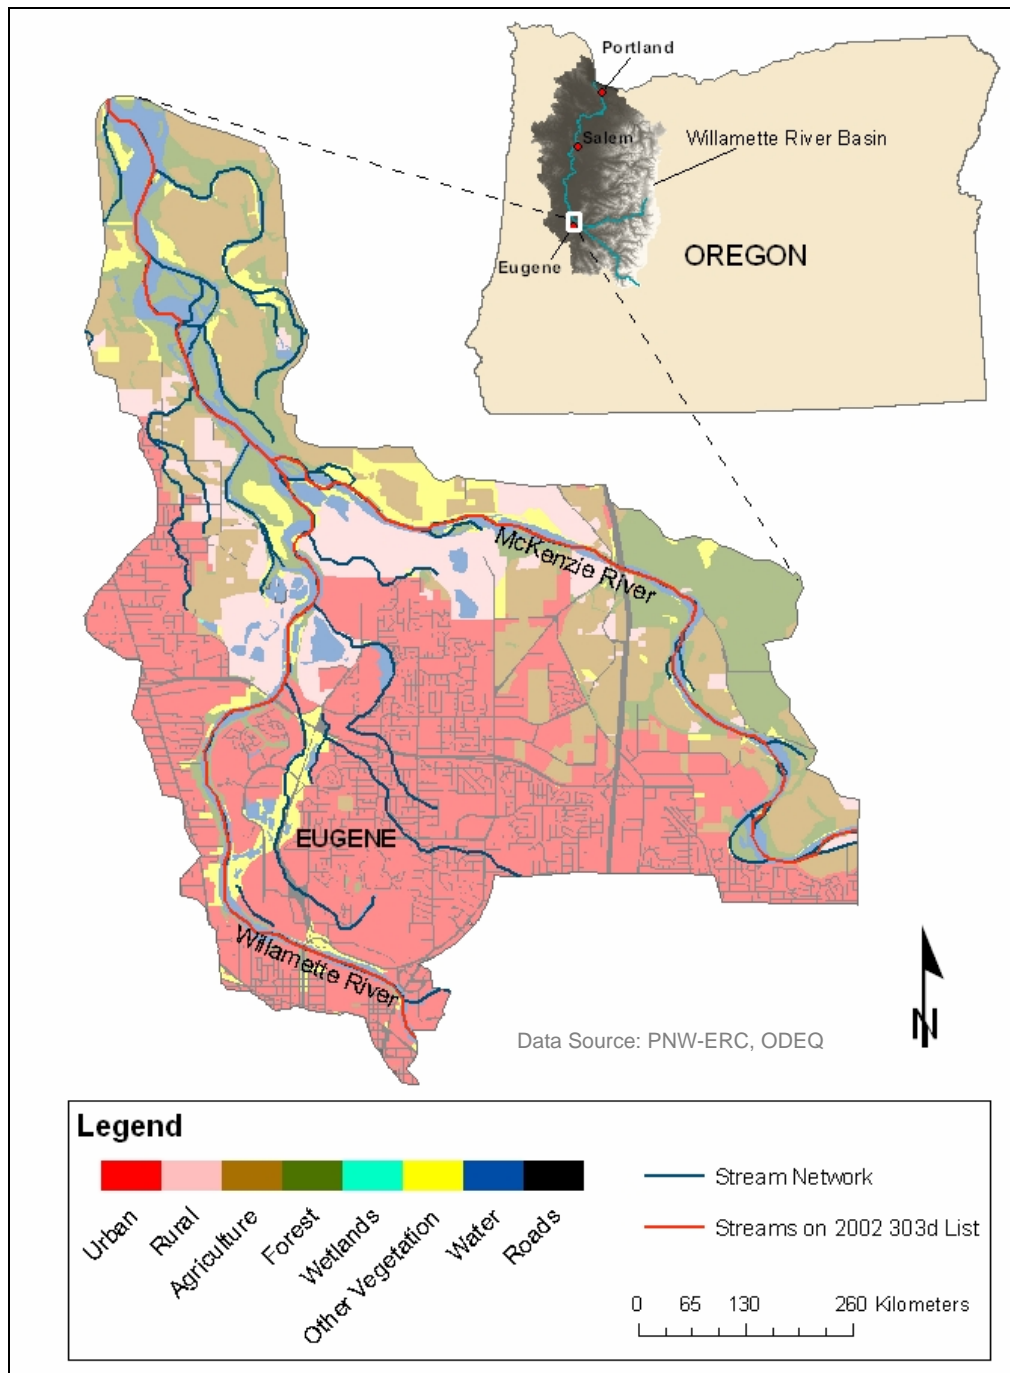 Portland
Salem
Willamette River Basin
Eugene
OREGON
McKenzie River
EUGENE
Willamette River
N
Data Source: PNW-ERC, ODEQ
Legend
Urban
Rural
Agriculture
Forest
Wetlands
Other Vegetation
Water
Roads
Stream Network
Streams on 2002 303d List
0 65 130 260 Kilometers